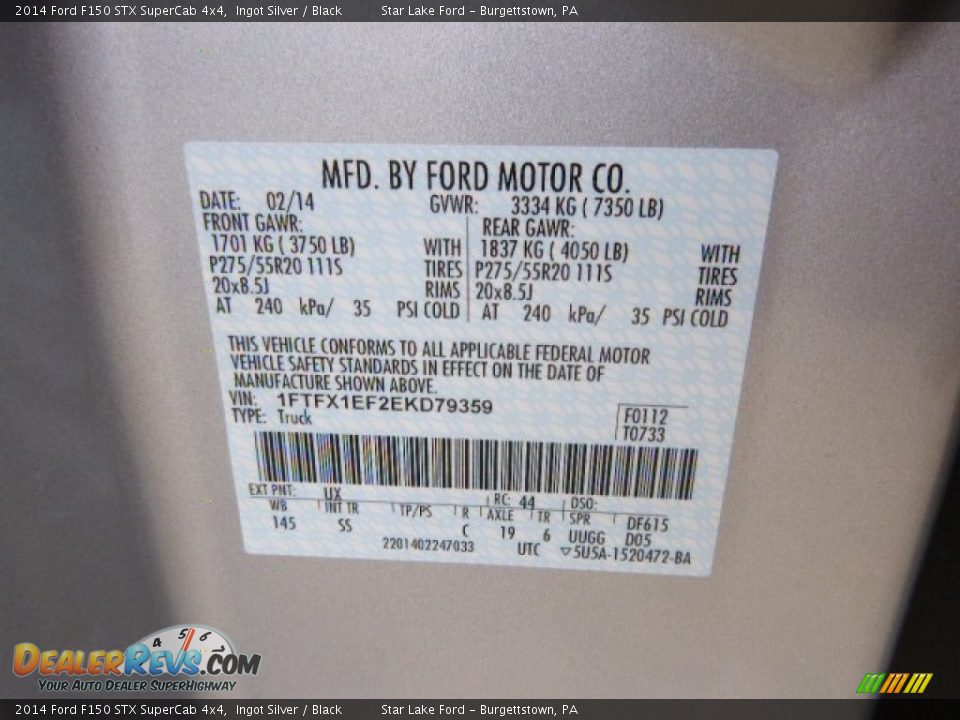 2014 Ford F150 STX SuperCab 4x4, Ingot Silver / Black Star Lake Ford - Burgettstown, PA
MFD. BY FORD MOTOR CO.
DATE: 02/14 GVWR: 3334 KG ( 7350 LB)
FRONT GAWR: REAR GAWR:
1701 KG ( 3750 LB) WITH 1837 KG ( 4050 LB) WITH
P275/55R20 111S TIRES P275/55R20 111S TIRES
20x8.5J RIMS 20x8.5J RIMS
AT 240 kPa/ 35 PSI COLD AT 240 kPa/ 35 PSI COLD
THIS VEHICLE CONFORMS TO ALL APPLICABLE FEDERAL MOTOR
VEHICLE SAFETY STANDARDS IN EFFECT ON THE DATE OF
MANUFACTURE SHOWN ABOVE.
VIN: 1FTFX1EF2EKD79359 F0112
TYPE: Truck T0733
EXT PNT: UX RC: 44 DSO:
WB INT TR TP/PS R AXLE TR SPR DF615
145 SS C 19 6 UUGG D05
2201402247033 UTC ▽5U5A-1520472-BA
4 5 6
DEALERREVS.COM
YOUR AUTO DEALER SUPERHIGHWAY
2014 Ford F150 STX SuperCab 4x4, Ingot Silver / Black Star Lake Ford - Burgettstown, PA